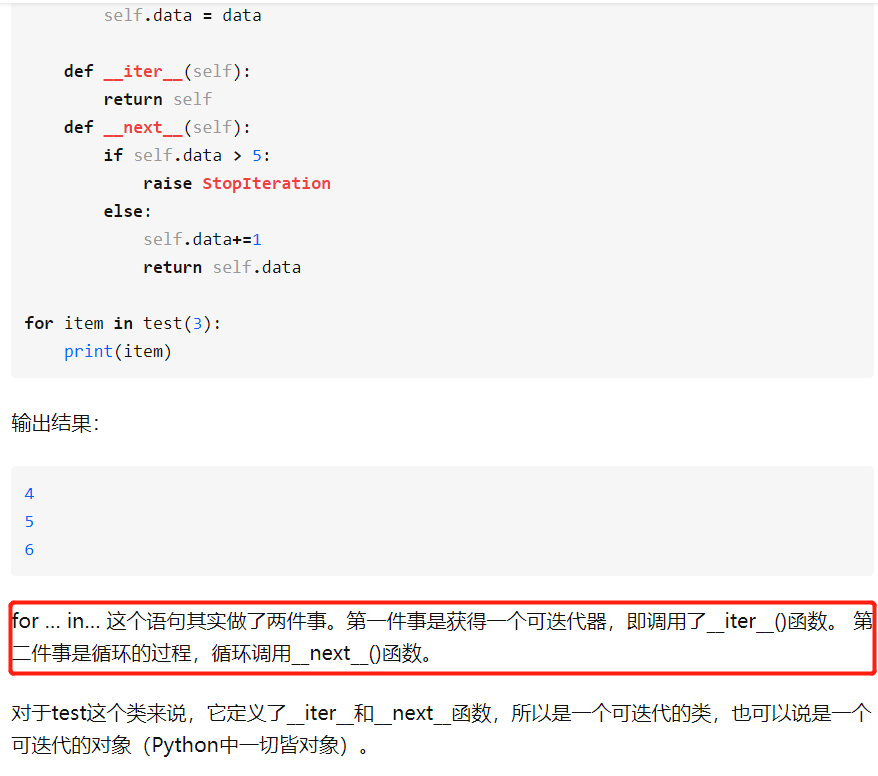 self.data = data
def __iter__(self):
return self
def __next__(self):
if self.data > 5:
raise StopIteration
else:
self.data+=1
return self.data
for item in test(3):
print(item)
输出结果：
4
5
6
for ... in... 这个语句其实做了两件事。第一件事是获得一个可迭代器，即调用了__iter__()函数。 第
二件事是循环的过程，循环调用__next__()函数。
对于test这个类来说，它定义了__iter__和__next__函数，所以是一个可迭代的类，也可以说是一个
可迭代的对象（Python中一切皆对象）。